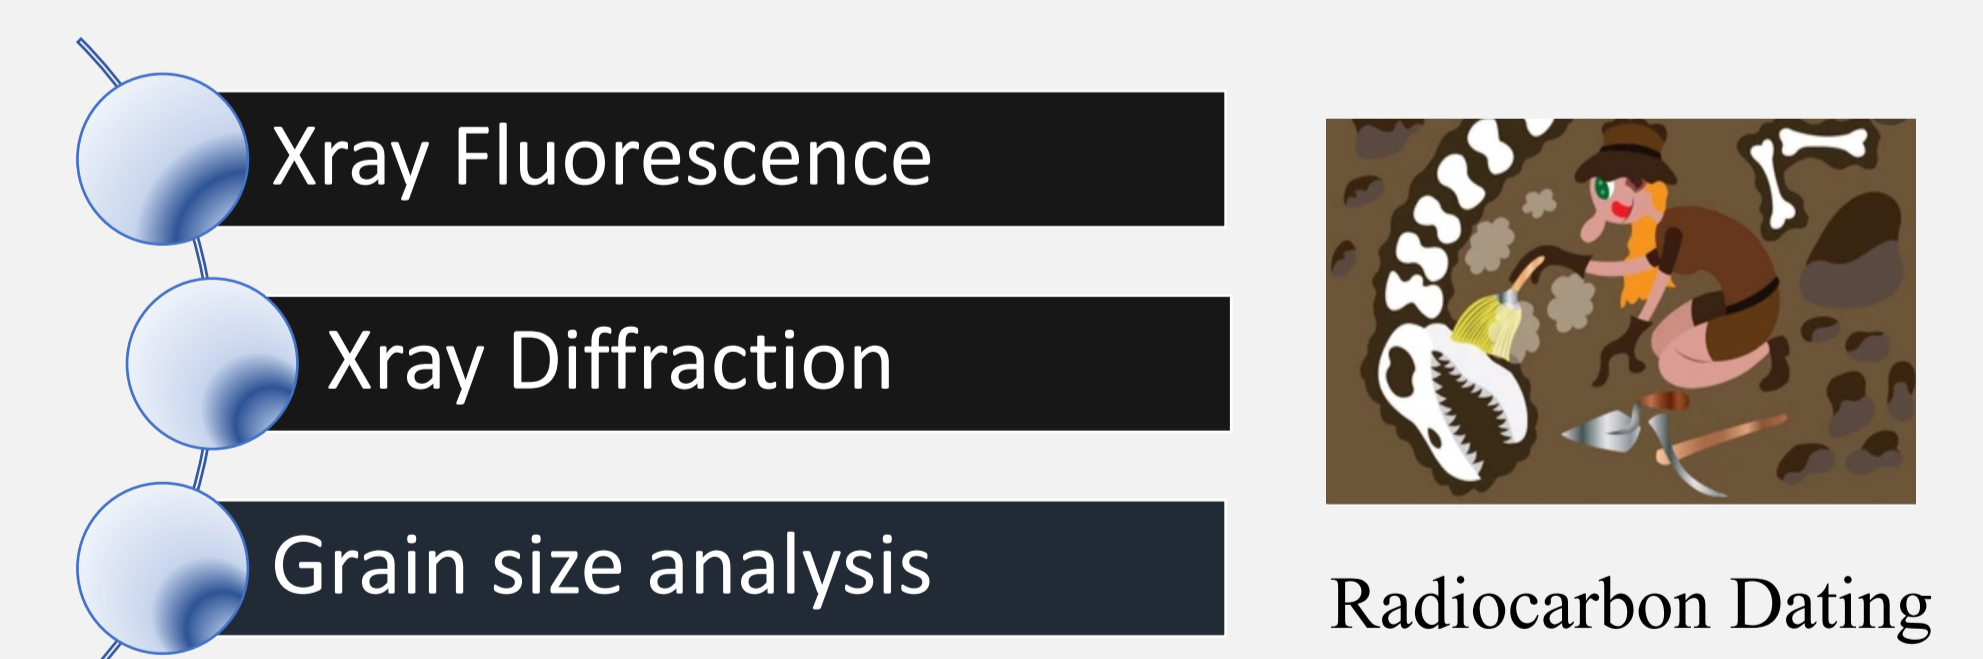 Xray Fluorescence
Xray Diffraction
Grain size analysis
Radiocarbon Dating